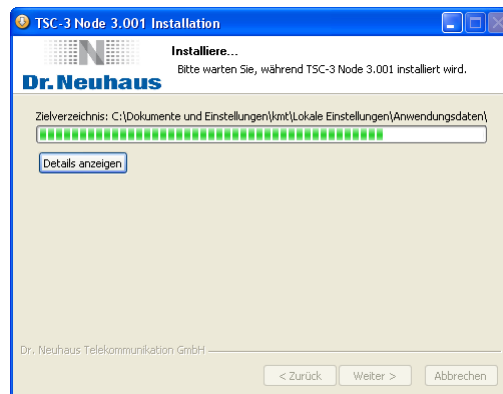 TSC-3 Node 3.001 Installation
N
Dr.Neuhaus
Installiere...
Bitte warten Sie, während TSC-3 Node 3.001 installiert wird.
Zielverzeichnis: C:\Dokumente und Einstellungen\kmt\Lokale Einstellungen\Anwendungsdaten\
Details anzeigen
Dr. Neuhaus Telekommunikation GmbH
< Zurück
Weiter >
Abbrechen